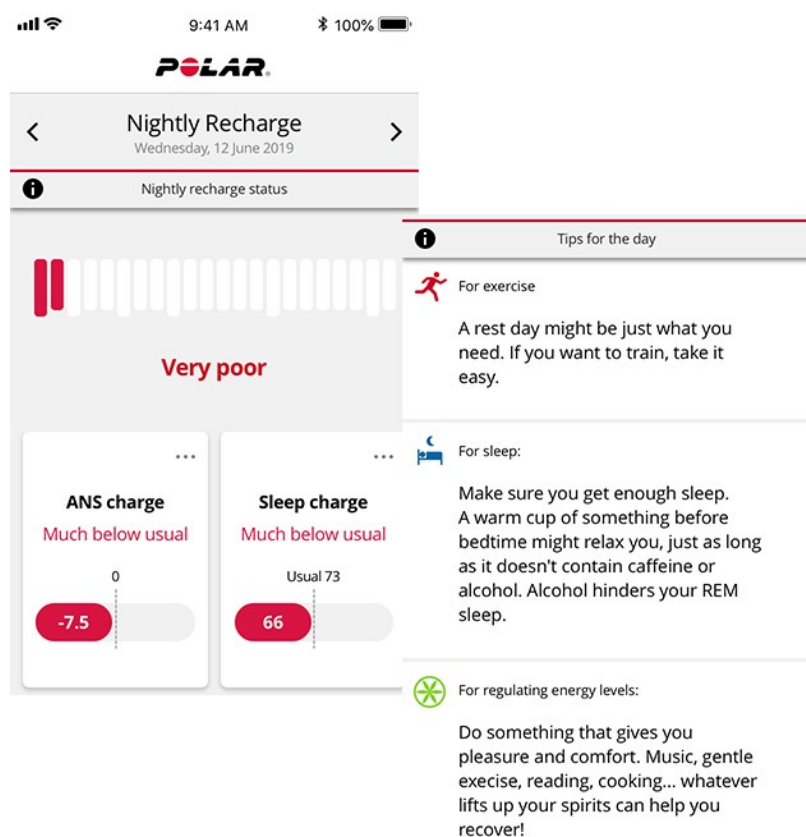 9:41 AM
100%
POLAR®
Nightly Recharge
Wednesday, 12 June 2019
Nightly recharge status
Very poor
ANS charge
Much below usual
0
-7.5
Sleep charge
Much below usual
Usual 73
66
Tips for the day
For exercise
A rest day might be just what you
need. If you want to train, take it
easy.
For sleep:
Make sure you get enough sleep.
A warm cup of something before
bedtime might relax you, just as long
as it doesn't contain caffeine or
alcohol. Alcohol hinders your REM
sleep.
For regulating energy levels:
Do something that gives you
pleasure and comfort. Music, gentle
execise, reading, cooking... whatever
lifts up your spirits can help you
recover!